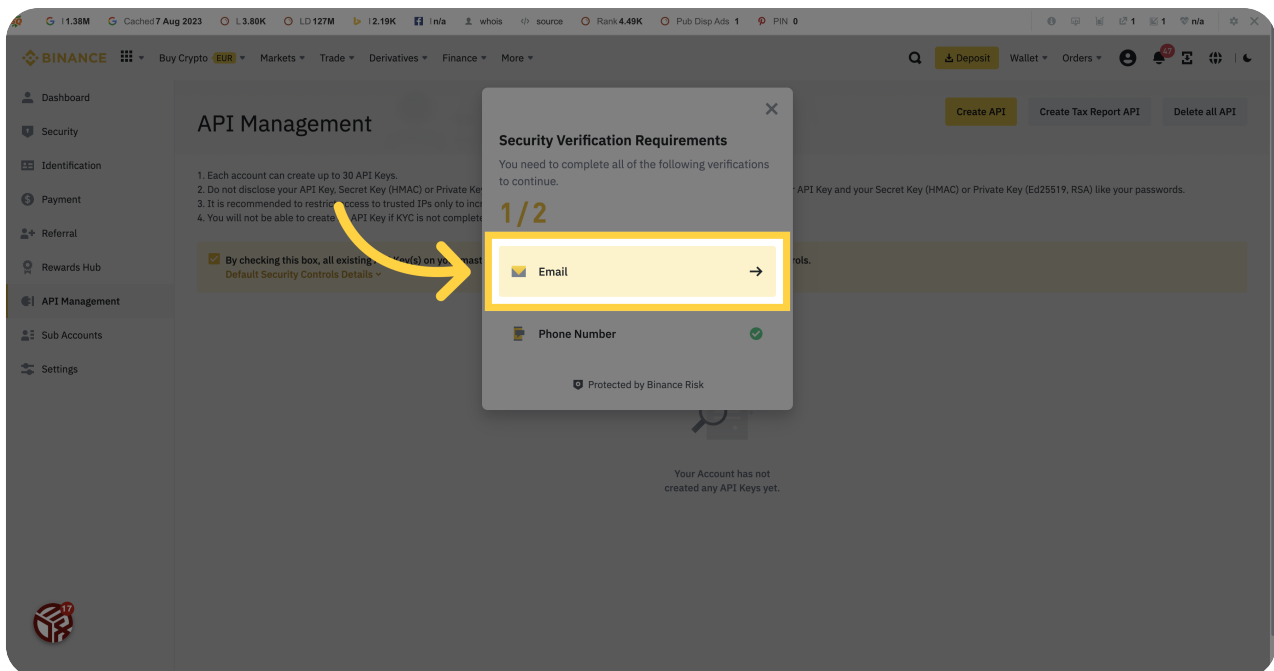 I 1.38M Cached 7 Aug 2023 L 3.80K LD 127M I 2.19K I n/a whois source Rank 4.49K Pub Disp Ads 1 PIN 0 1 1 n/a
BINANCE Buy Crypto EUR Markets Trade Derivatives Finance More Deposit Wallet Orders 47
Dashboard
Security
Identification
Payment
Referral
Rewards Hub
API Management
Sub Accounts
Settings
API Management
Create API Create Tax Report API Delete all API
1. Each account can create up to 30 API Keys.
2. Do not disclose your API Key, Secret Key (HMAC) or Private Ke
API Key and your Secret Key (HMAC) or Private Key (Ed25519, RSA) like your passwords.
3. It is recommended to restrict access to trusted IPs only to inc
4. You will not be able to create API Key if KYC is not complet
By checking this box, all existing Key(s) on your mast
rols.
Default Security Controls Details
Security Verification Requirements
You need to complete all of the following verifications
to continue.
1/2
Email
Phone Number
Protected by Binance Risk
Your Account has not
created any API Keys yet.
17